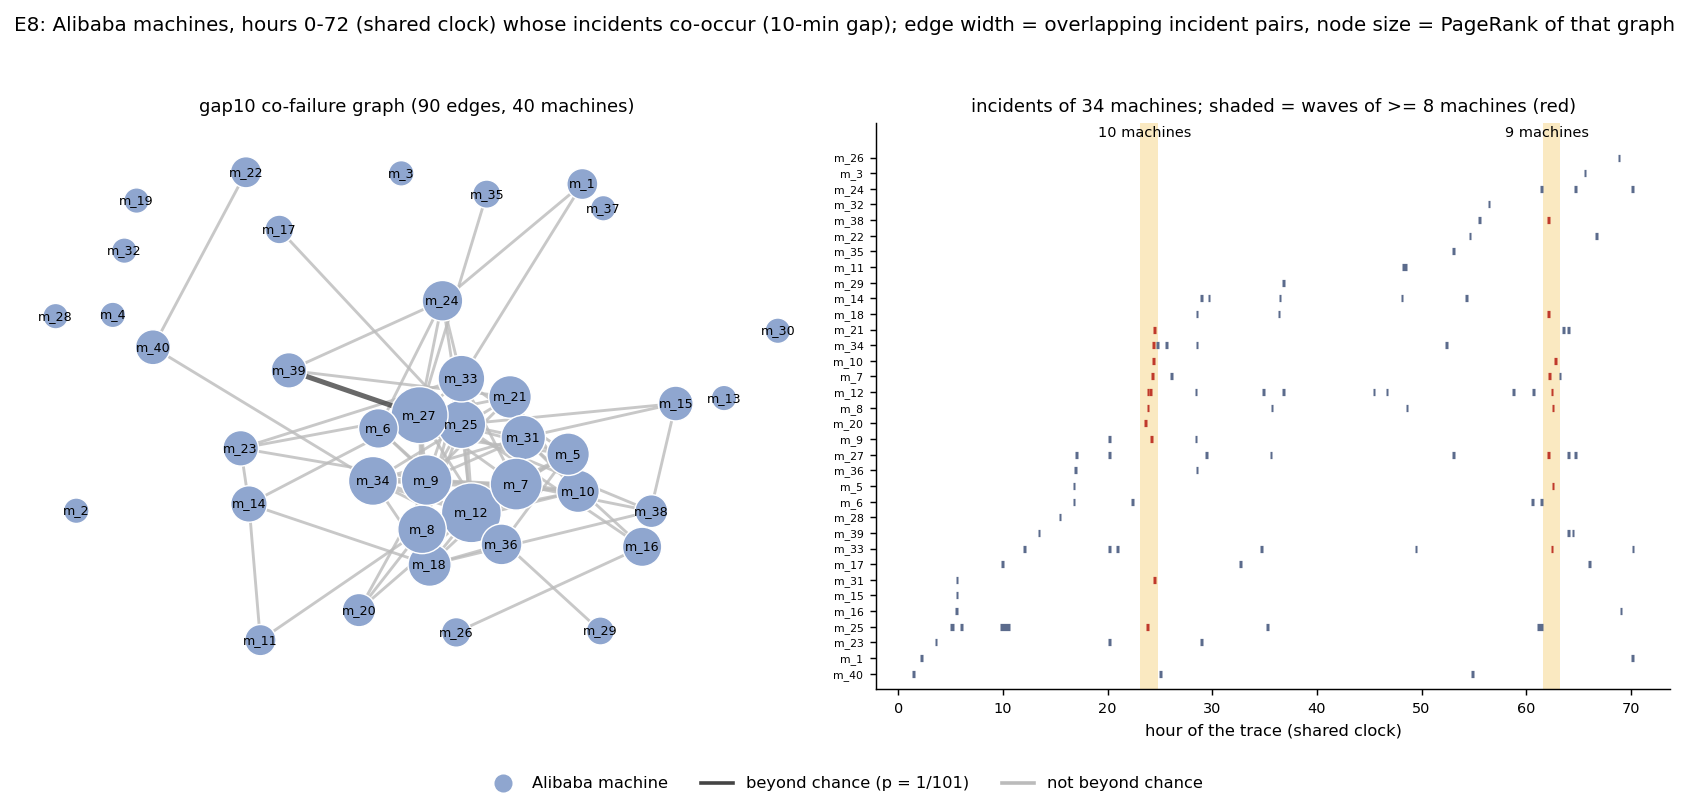 E8: Alibaba machines, hours 0-72 (shared clock) whose incidents co-occur (10-min gap); edge width = overlapping incident pairs, node size = PageRank of that graph
gap10 co-failure graph (90 edges, 40 machines)
m_22
m_3
m_35
m_1
m_19
m_37
m_17
m_32
m_24
m_28
m_4
m_30
m_40
m_39
m_33
m_21
m_15
m_13
m_27
m_6
m_25
m_31
m_23
m_5
m_34
m_9
m_7
m_10
m_14
m_2
m_12
m_38
m_8
m_36
m_16
m_18
m_20
m_11
m_26
m_29
incidents of 34 machines; shaded = waves of >= 8 machines (red)
10 machines
9 machines
m_26
m_3
m_24
m_32
m_38
m_22
m_35
m_11
m_29
m_14
m_18
m_21
m_34
m_10
m_7
m_12
m_8
m_20
m_9
m_27
m_36
m_5
m_6
m_28
m_39
m_33
m_17
m_31
m_15
m_16
m_25
m_23
m_1
m_40
0 10 20 30 40 50 60 70
hour of the trace (shared clock)
Alibaba machine
beyond chance (p = 1/101)
not beyond chance